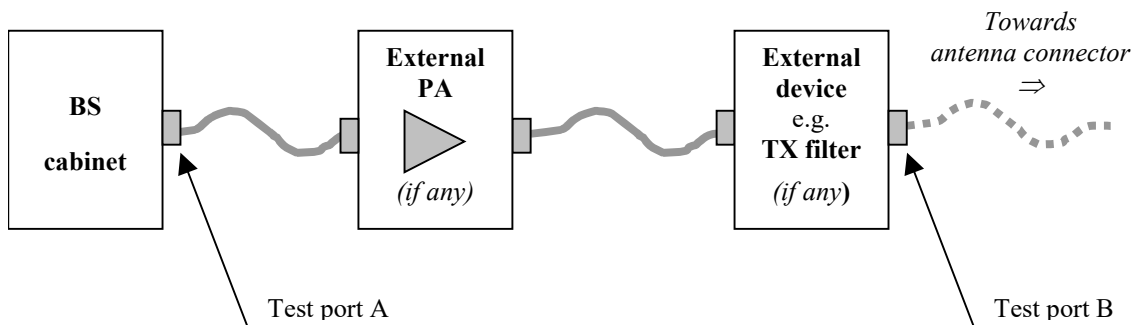 BS
cabinet
External
PA
(if any)
External
device
e.g.
TX filter
(if any)
Towards
antenna connector
⇒
Test port A
Test port B